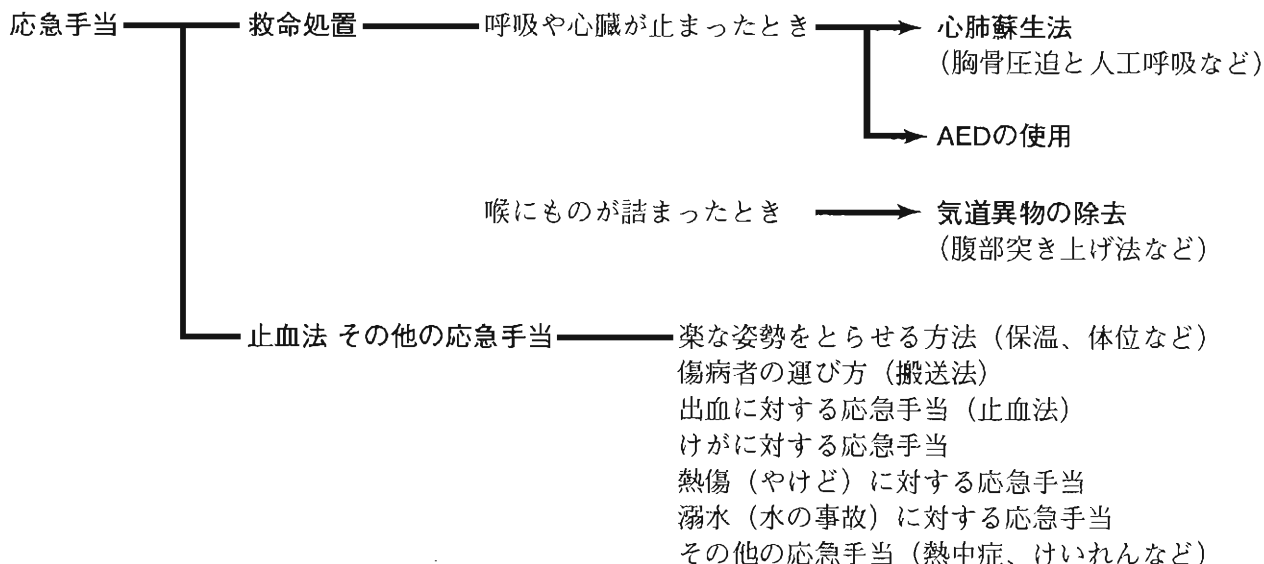 応急手当 救命処置 呼吸や心臓が止まったとき 心肺蘇生法
（胸骨圧迫と人工呼吸など）
AEDの使用
喉にものが詰まったとき 気道異物の除去
（腹部突き上げ法など）
止血法 その他の応急手当 楽な姿勢をとらせる方法（保温、体位など）
傷病者の運び方（搬送法）
出血に対する応急手当（止血法）
けがに対する応急手当
熱傷（やけど）に対する応急手当
溺水（水の事故）に対する応急手当
その他の応急手当（熱中症、けいれんなど）